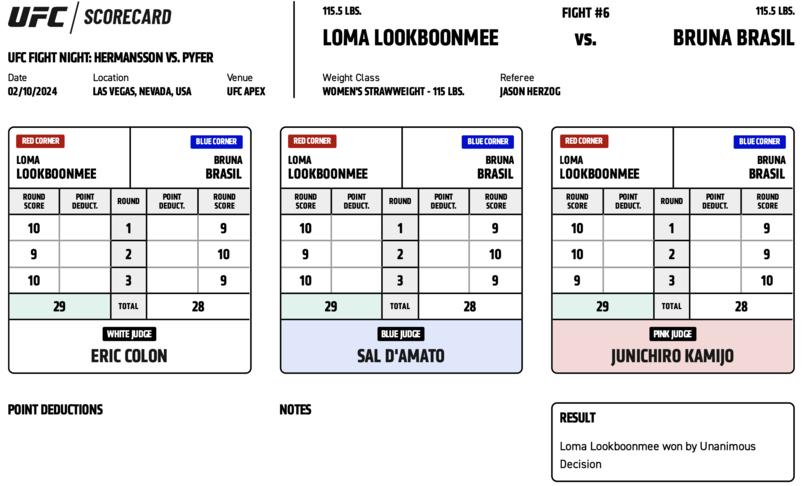 UFC SCORECARD
UFC FIGHT NIGHT: HERMANSSON VS. PYFER
Date Location Venue
02/10/2024 LAS VEGAS, NEVADA, USA UFC APEX
115.5 LBS. FIGHT #6 115.5 LBS.
LOMA LOOKBOONMEE VS. BRUNA BRASIL
Weight Class Referee
WOMEN'S STRAWWEIGHT - 115 LBS. JASON HERZOG
RED CORNER BLUE CORNER
LOMA BRUNA
LOOKBOONMEE BRASIL
ROUND POINT ROUND POINT ROUND
SCORE DEDUCT. DEDUCT. SCORE
10 1 9
9 2 10
10 3 9
29 TOTAL 28
WHITE JUDGE
ERIC COLON
RED CORNER BLUE CORNER
LOMA BRUNA
LOOKBOONMEE BRASIL
ROUND POINT ROUND POINT ROUND
SCORE DEDUCT. DEDUCT. SCORE
10 1 9
9 2 10
10 3 9
29 TOTAL 28
BLUE JUDGE
SAL D'AMATO
RED CORNER BLUE CORNER
LOMA BRUNA
LOOKBOONMEE BRASIL
ROUND POINT ROUND POINT ROUND
SCORE DEDUCT. DEDUCT. SCORE
10 1 9
10 2 9
9 3 10
29 TOTAL 28
PINK JUDGE
JUNICHIRO KAMIJO
POINT DEDUCTIONS
NOTES
RESULT
Loma Lookboonmee won by Unanimous
Decision